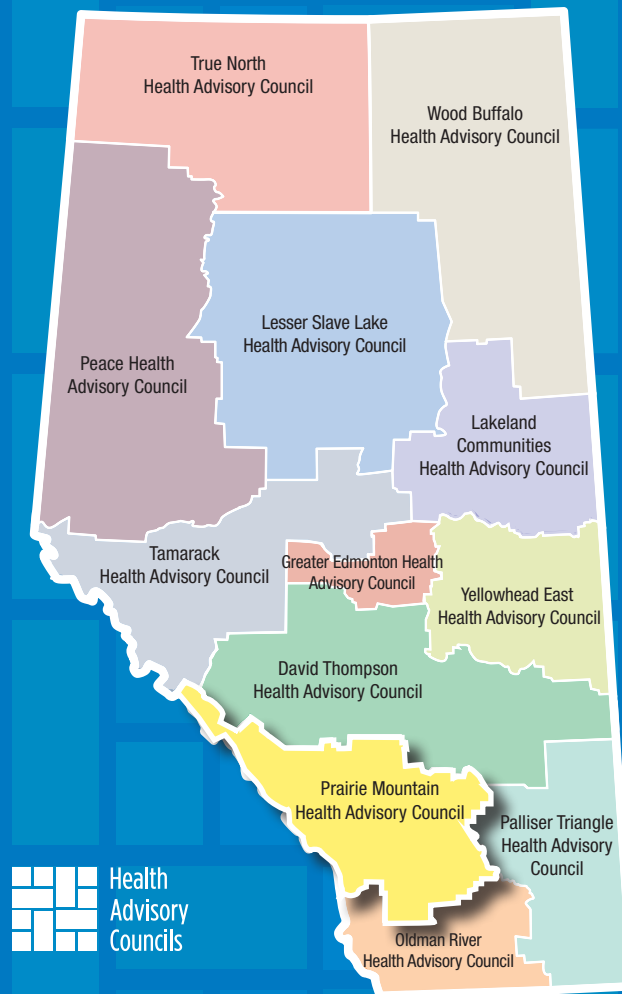 True North
Health Advisory Council
Wood Buffalo
Health Advisory Council
Lesser Slave Lake
Health Advisory Council
Peace Health
Advisory Council
Lakeland
Communities
Health Advisory Council
Tamarack
Health Advisory Council
Greater Edmonton Health
Advisory Council
Yellowhead East
Health Advisory Council
David Thompson
Health Advisory Council
Prairie Mountain
Health Advisory Council
Palliser Triangle
Health Advisory
Council
Health
Advisory
Councils
Oldman River
Health Advisory Council